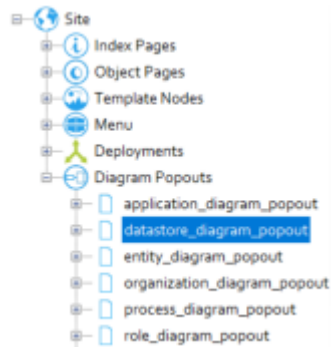 Site
Index Pages
Object Pages
Template Nodes
Menu
Deployments
Diagram Popouts
application_diagram_popout
datastore_diagram_popout
entity_diagram_popout
organization_diagram_popout
process_diagram_popout
role_diagram_popout